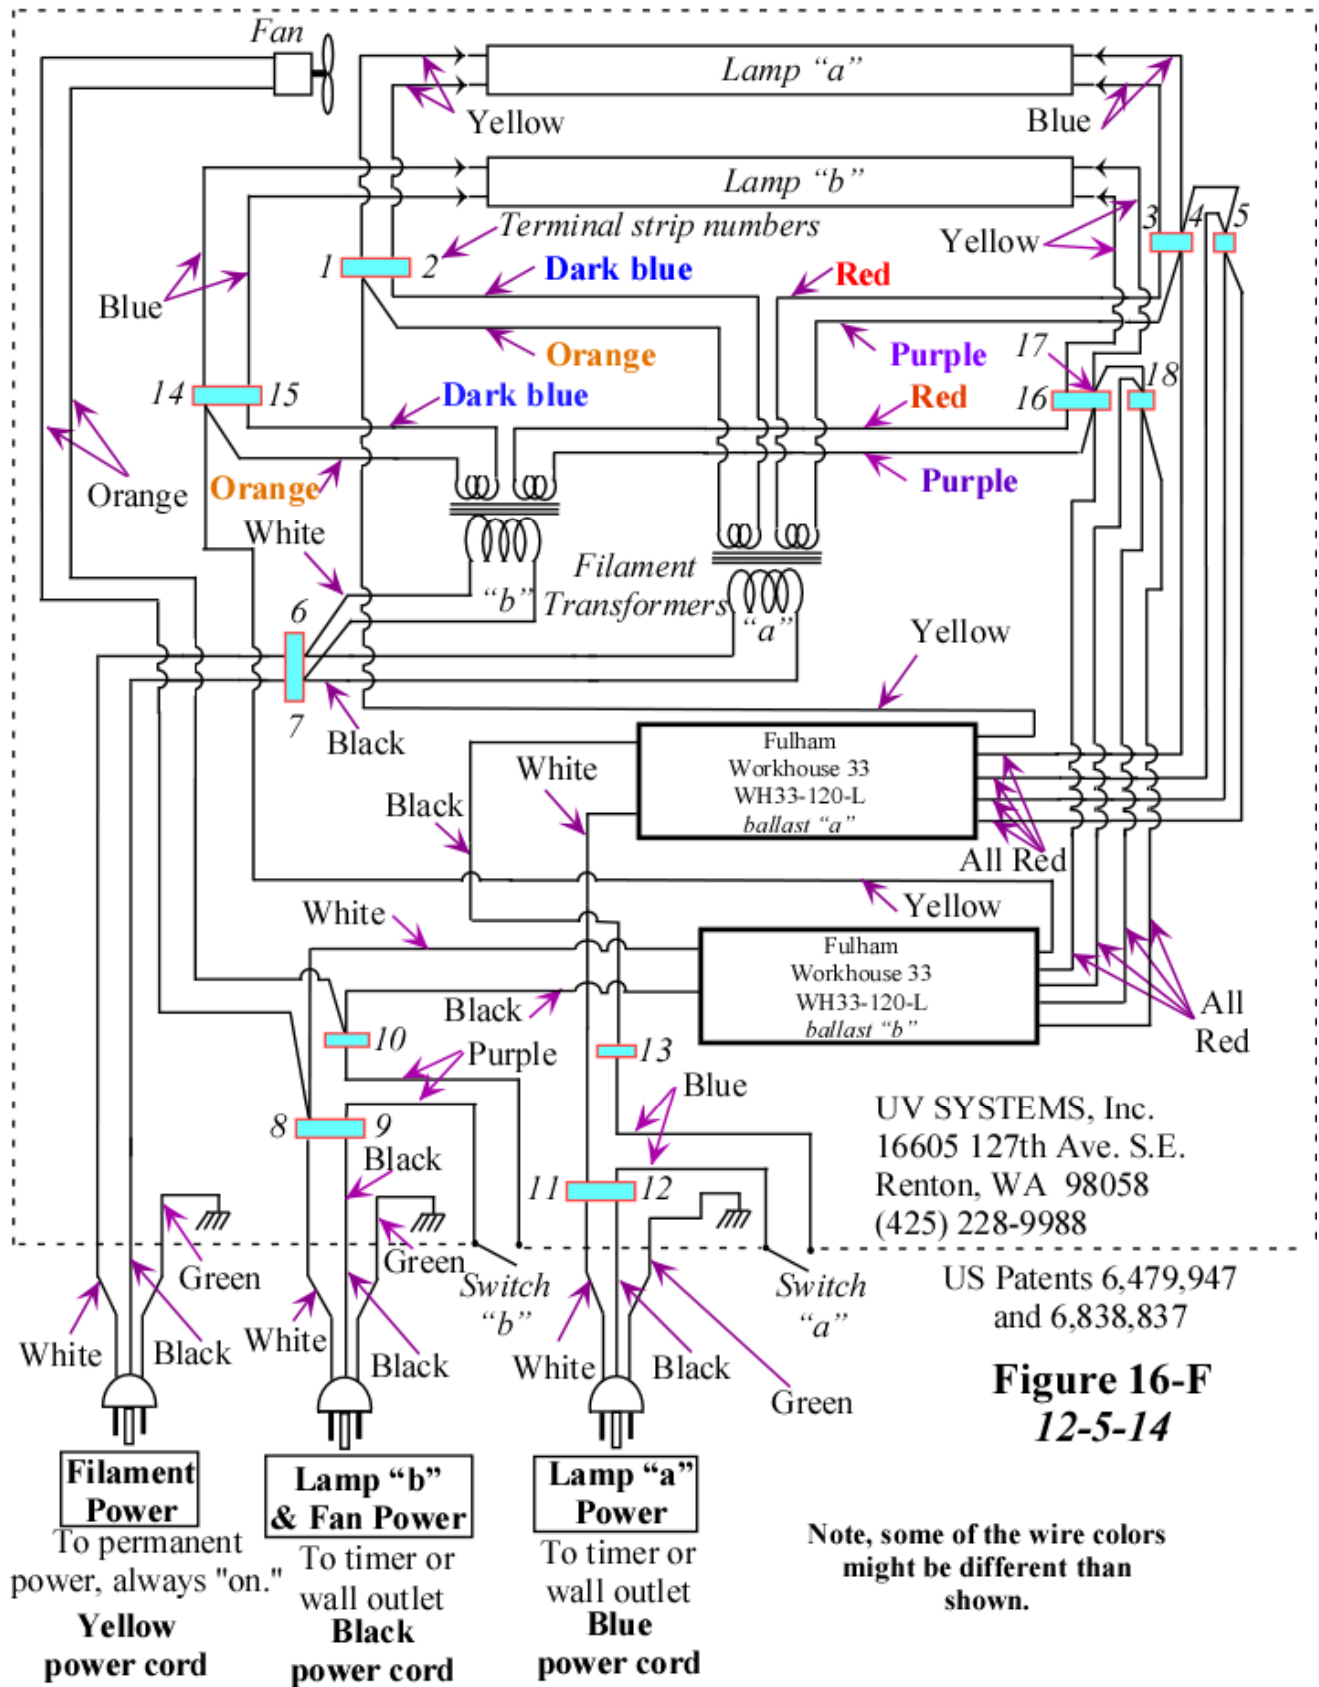 Fan
Lamp “a”
Yellow
Blue
Lamp “b”
Terminal strip numbers
Yellow
3
4
5
1
2
Dark blue
Red
Blue
Orange
Purple
17
18
14
15
Dark blue
Red
16
Orange
Orange
Purple
White
Filament
Transformers
“b”
“a”
6
Yellow
7
Black
Fulham
Workhouse 33
WH33-120-L
ballast “a”
White
Black
All Red
White
Yellow
Fulham
Workhouse 33
WH33-120-L
ballast “b”
Black
All
Red
10
Purple
13
Blue
8
9
Black
UV SYSTEMS, Inc.
16605 127th Ave. S.E.
Renton, WA 98058
(425) 228-9988
11
12
Green
Green
Switch
“b”
Switch
“a”
US Patents 6,479,947
and 6,838,837
White
Black
White
Black
White
Black
Green
Figure 16-F
12-5-14
Filament
Power
To permanent
power, always "on."
Yellow
power cord
Lamp “b”
& Fan Power
To timer or
wall outlet
Black
power cord
Lamp “a”
Power
To timer or
wall outlet
Blue
power cord
Note, some of the wire colors
might be different than
shown.